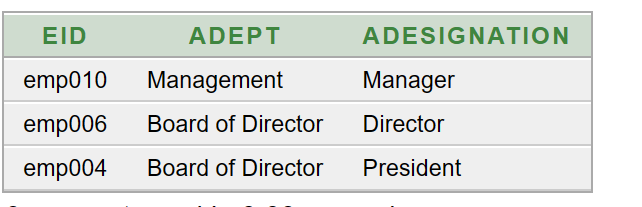 EID ADEPT ADESIGNATION
emp010 Management Manager
emp006 Board of Director Director
emp004 Board of Director President